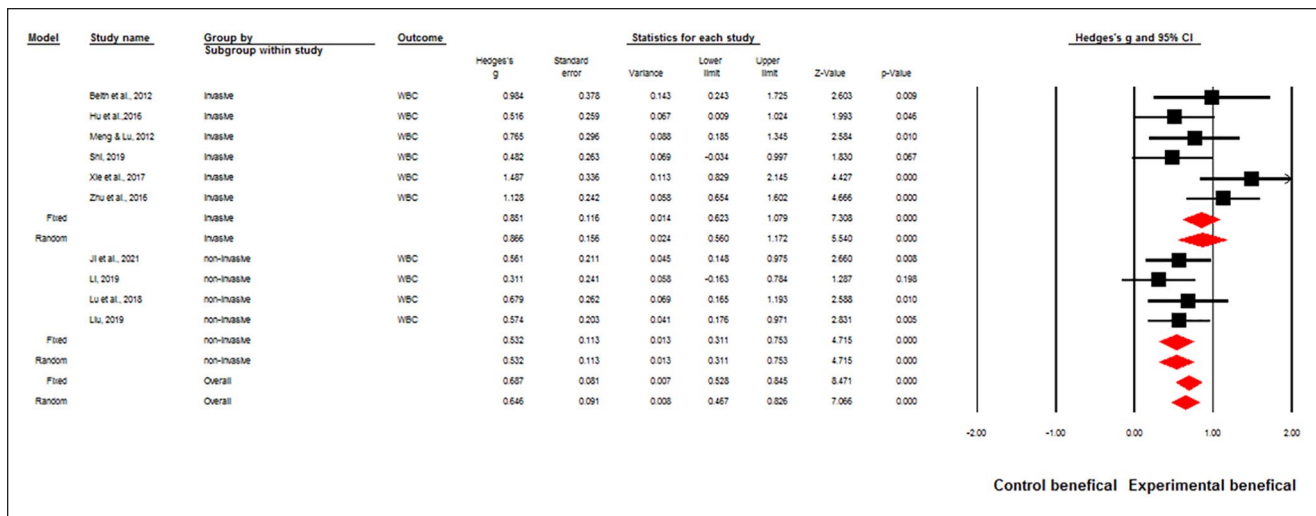 Model Study name Group by Outcome Statistics for each study Hedges's g and 95% CI
Subgroup within study
Hedges's g Standard error Variance Lower limit Upper limit Z-Value p-Value
Beith et al., 2012 Invasive WBC 0.984 0.378 0.143 0.243 1.725 2.603 0.009
Hu et al.,2016 Invasive WBC 0.516 0.259 0.067 0.009 1.024 1.993 0.046
Meng & Lu, 2012 Invasive WBC 0.765 0.296 0.088 0.185 1.345 2.584 0.010
Shi, 2019 Invasive WBC 0.482 0.263 0.069 -0.034 0.997 1.830 0.067
Xie et al., 2017 Invasive WBC 1.487 0.336 0.113 0.829 2.145 4.427 0.000
Zhu et al., 2016 Invasive WBC 1.128 0.242 0.058 0.654 1.602 4.666 0.000
Fixed Invasive 0.851 0.116 0.014 0.623 1.079 7.308 0.000
Random Invasive 0.866 0.156 0.024 0.560 1.172 5.540 0.000
Ji et al., 2021 non-invasive WBC 0.561 0.211 0.045 0.148 0.975 2.660 0.008
Li, 2019 non-invasive WBC 0.311 0.241 0.058 -0.163 0.784 1.287 0.198
Lu et al., 2018 non-invasive WBC 0.679 0.262 0.069 0.165 1.193 2.588 0.010
Liu, 2019 non-invasive WBC 0.574 0.203 0.041 0.176 0.971 2.831 0.005
Fixed non-invasive 0.532 0.113 0.013 0.311 0.753 4.715 0.000
Random non-invasive 0.532 0.113 0.013 0.311 0.753 4.715 0.000
Fixed Overall 0.687 0.081 0.007 0.528 0.845 8.471 0.000
Random Overall 0.646 0.091 0.008 0.467 0.826 7.066 0.000
-2.00 -1.00 0.00 1.00 2.00
Control benefical Experimental benefical